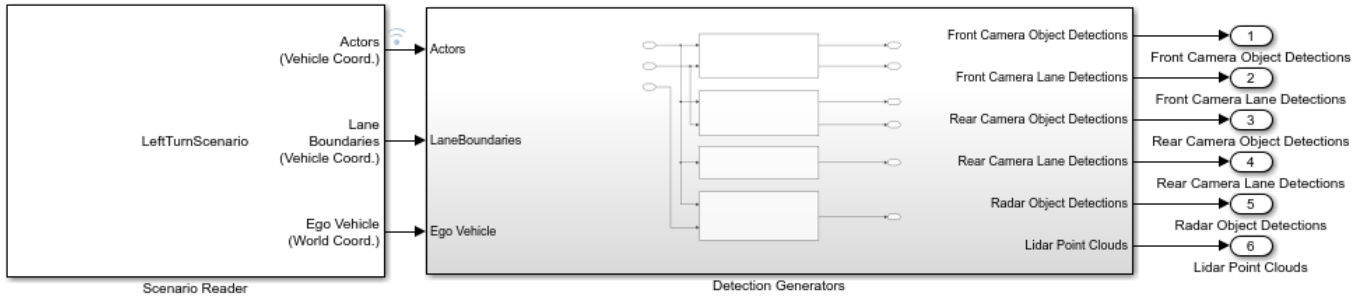 Actors
(Vehicle Coord.)
Lane
Boundaries
(Vehicle Coord.)
LeftTurnScenario
Ego Vehicle
(World Coord.)
Scenario Reader
Actors
LaneBoundaries
Ego Vehicle
Front Camera Object Detections
Front Camera Lane Detections
Rear Camera Object Detections
Rear Camera Lane Detections
Radar Object Detections
Lidar Point Clouds
Detection Generators
1
Front Camera Object Detections
2
Front Camera Lane Detections
3
Rear Camera Object Detections
4
Rear Camera Lane Detections
5
Radar Object Detections
6
Lidar Point Clouds